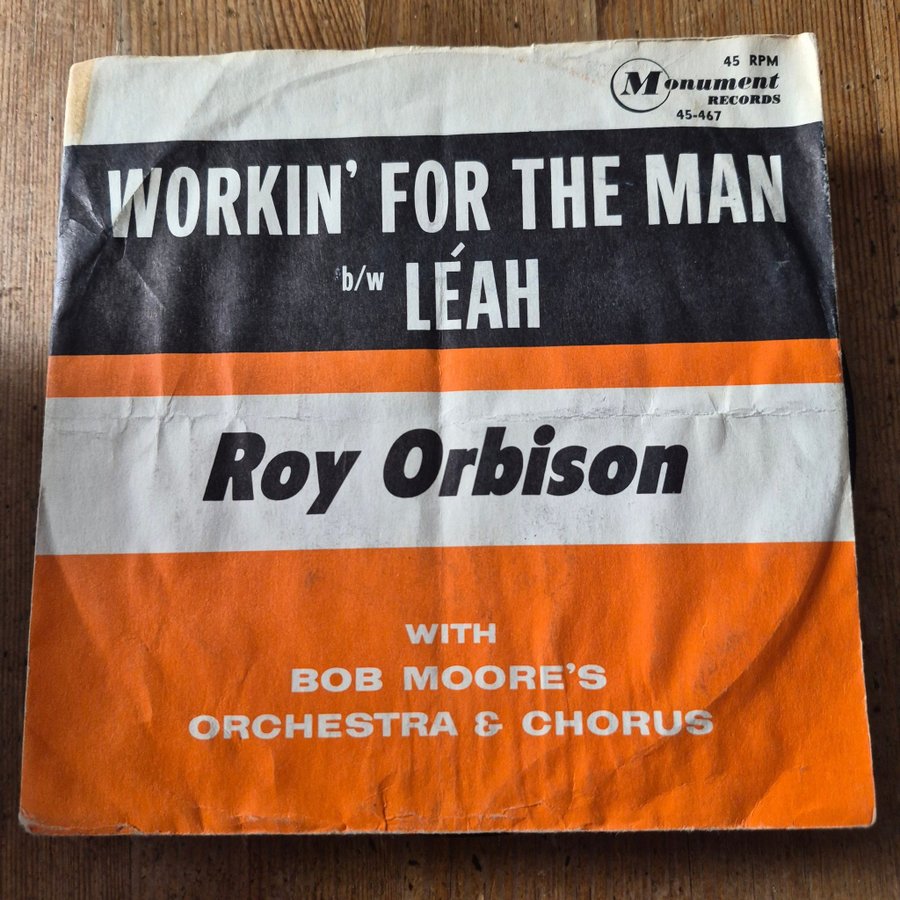 45 RPM
Monument
RECORDS
45-467
WORKIN' FOR THE MAN
b/w LÉAH
Roy Orbison
WITH
BOB MOORE'S
ORCHESTRA & CHORUS